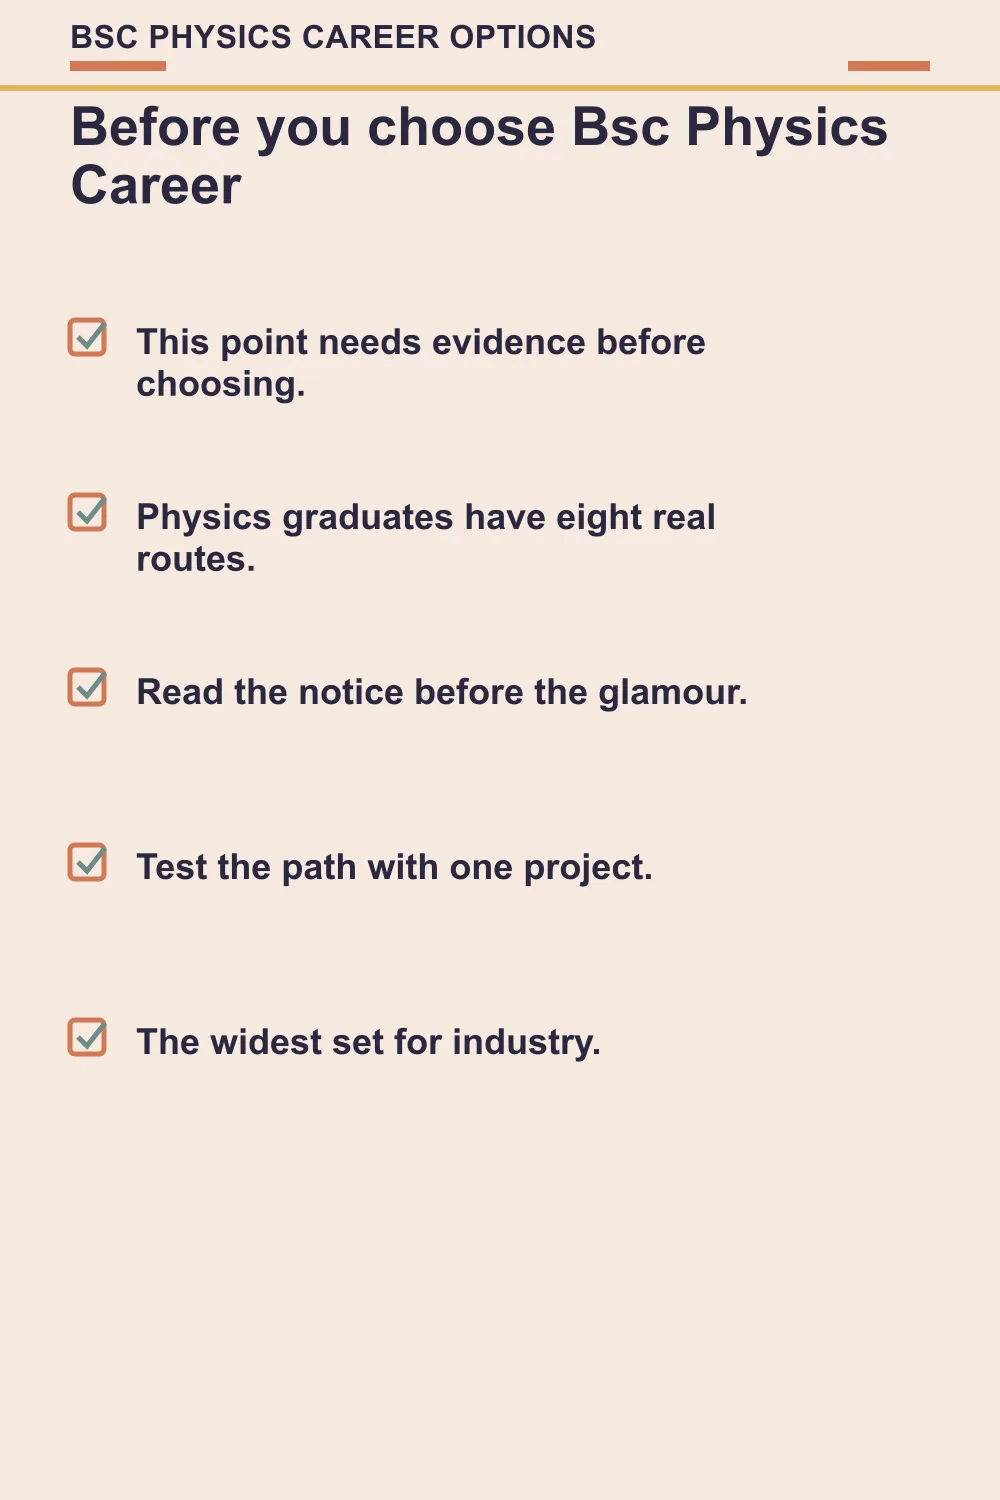 BSC PHYSICS CAREER OPTIONS
Before you choose Bsc Physics
Career
This point needs evidence before
choosing.
Physics graduates have eight real
routes.
Read the notice before the glamour.
Test the path with one project.
The widest set for industry.